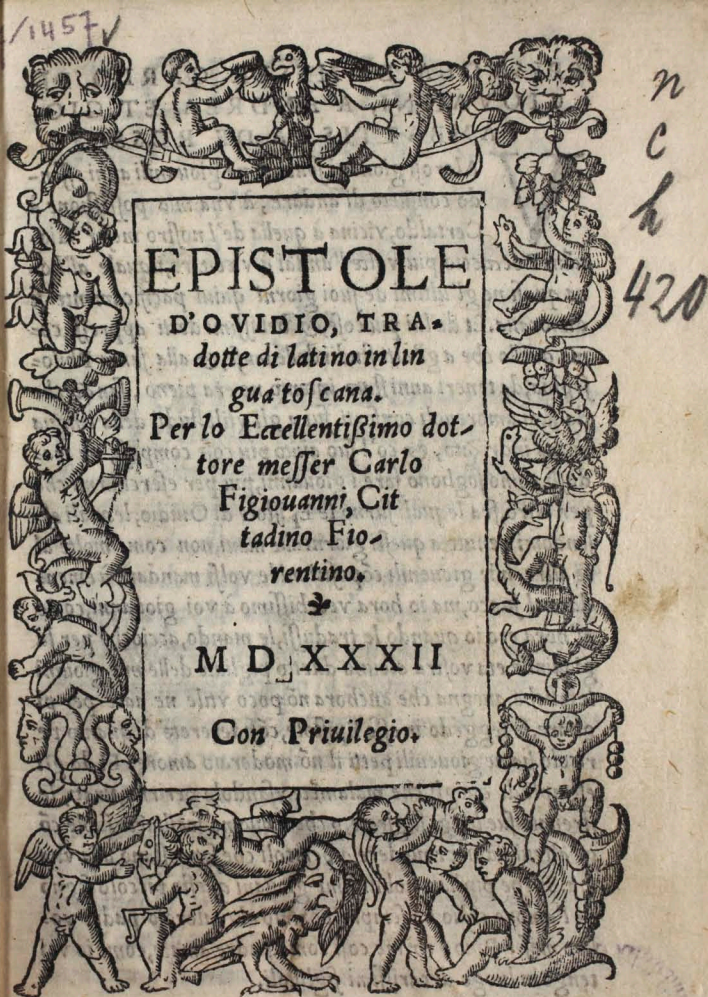 /1457
n
c
h
420
EPISTOLE
D'OVIDIO, TRA-
dotte di latino in lin
gua toſcana.
Per lo Eccellentißimo dot-
tore meſſer Carlo
Figiouanni, Cit
tadino Fio-
rentino.
M D XXXII
Con Priuilegio.